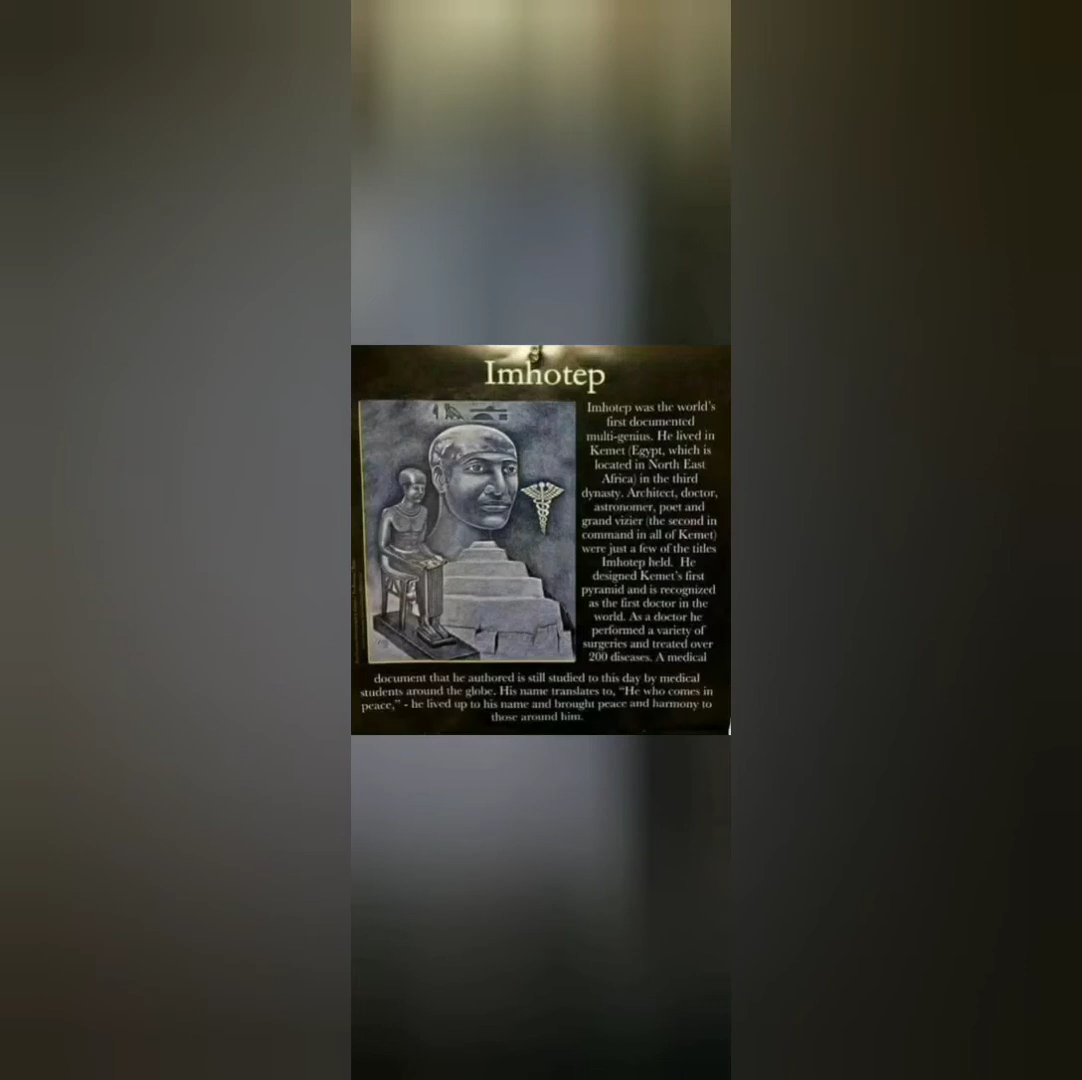 Imhotep
Imhotep was the world's
first documented
multi-genius. He lived in
Kemet (Egypt, which is
located in North East
Africa) in the third
dynasty. Architect, doctor,
astronomer, poet and
grand vizier (the second in
command in all of Kemet)
were just a few of the titles
Imhotep held. He
designed Kemet's first
pyramid and is recognized
as the first doctor in the
world. As a doctor he
performed a variety of
surgeries and treated over
200 diseases. A medical
document that he authored is still studied to this day by medical
students around the globe. His name translates to, "He who comes in
peace," - he lived up to his name and brought peace and harmony to
those around him.